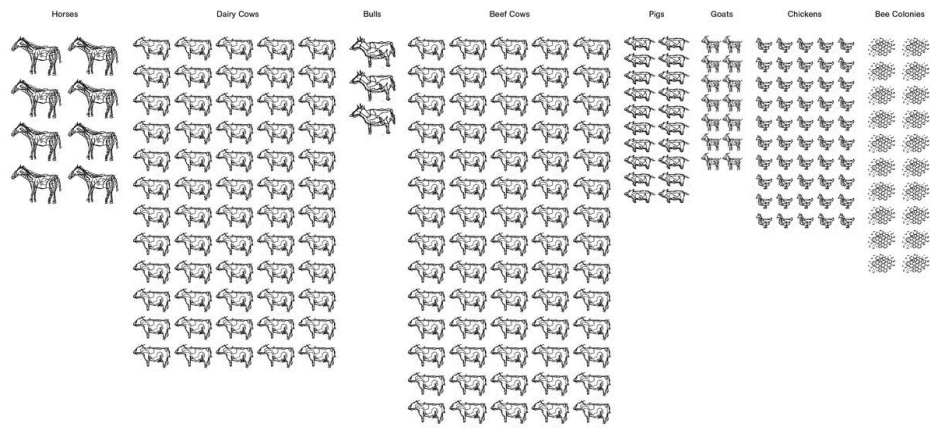 Horses
Dairy Cows
Bulls
Beef Cows
Pigs
Goats
Chickens
Bee Colonies